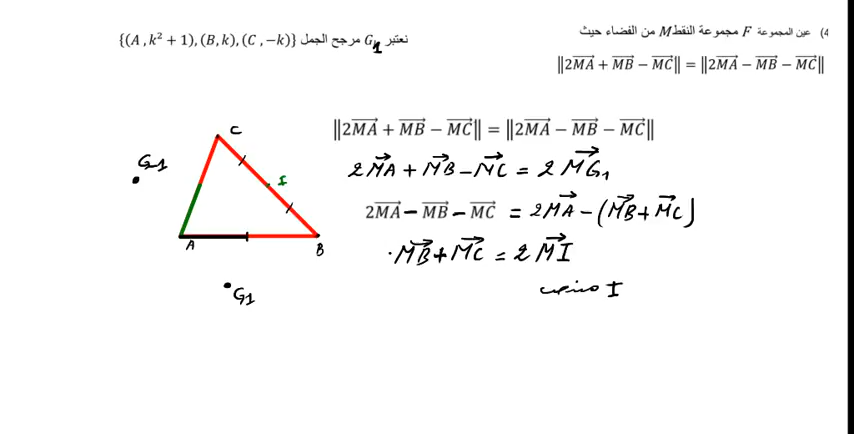 4) عين المجموعة F مجموعة النقط M من الفضاء حيث
‖2MA⃗ + MB⃗ − MC⃗‖ = ‖2MA⃗ − MB⃗ − MC⃗‖
نعتبر G₁ مرجح الجمل {(A, k² + 1), (B, k), (C, −k)}
‖2MA⃗ + MB⃗ − MC⃗‖ = ‖2MA⃗ − MB⃗ − MC⃗‖
2MA⃗ + MB⃗ − MC⃗ = 2MG₁⃗
2MA⃗ − MB⃗ − MC⃗ = 2MA⃗ − (MB⃗ + MC⃗)
. MB⃗ + MC⃗ = 2MI⃗
I منتصف
C
G-1
I
A
B
G1